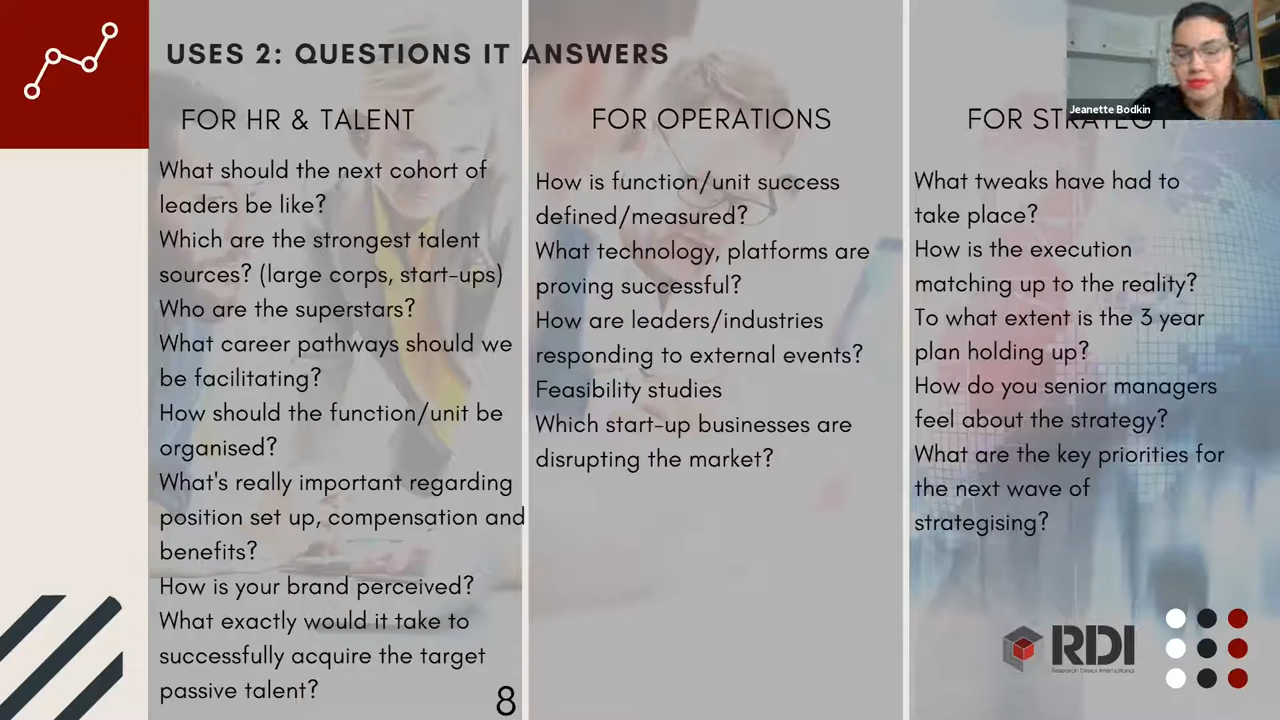 USES 2: QUESTIONS IT ANSWERS
FOR HR & TALENT
What should the next cohort of
leaders be like?
Which are the strongest talent
sources? (large corps, start-ups)
Who are the superstars?
What career pathways should we
be facilitating?
How should the function/unit be
organised?
What's really important regarding
position set up, compensation and
benefits?
How is your brand perceived?
What exactly would it take to
successfully acquire the target
passive talent?
8
FOR OPERATIONS
How is function/unit success
defined/measured?
What technology, platforms are
proving successful?
How are leaders/industries
responding to external events?
Feasibility studies
Which start-up businesses are
disrupting the market?
Jeanette Bodkin
FOR STRATEGY
What tweaks have had to
take place?
How is the execution
matching up to the reality?
To what extent is the 3 year
plan holding up?
How do you senior managers
feel about the strategy?
What are the key priorities for
the next wave of
strategising?
RDI
Research Direct International